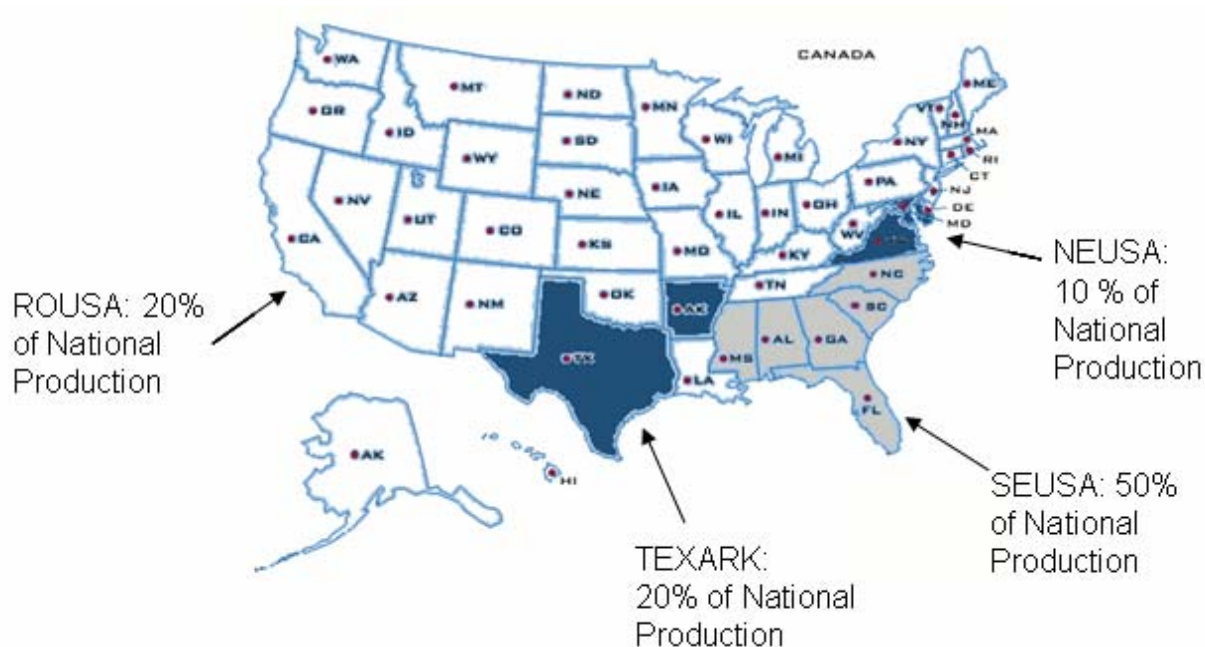 CANADA
WA
MT
ND
MN
ME
VT
NH
MA
OR
ID
SD
WI
MI
NY
RI
CT
WY
NV
UT
NE
IA
PA
NJ
DE
MD
CA
CO
KS
MO
IL
IN
OH
WV
KY
NC
TN
AZ
NM
OK
AK
SC
TX
MS
AL
GA
LA
FL
AK
HI
NEUSA:
10 % of
National
Production
ROUSA: 20%
of National
Production
SEUSA: 50%
of National
Production
TEXARK:
20% of National
Production